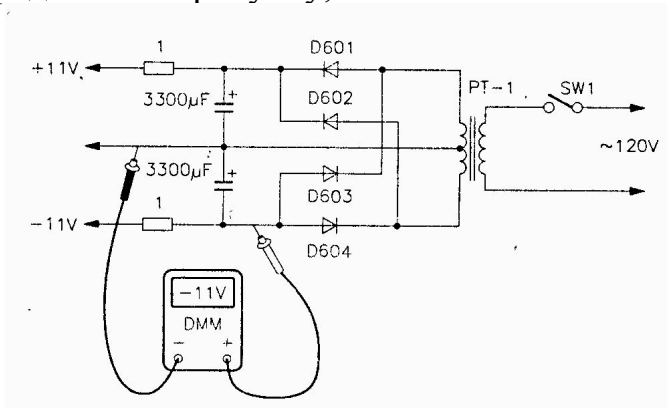 1
D601
+11V
PT-1
SW1
3300µF
+
D602
~120V
3300µF
+
D603
1
-11V
D604
-11V
DMM
- +